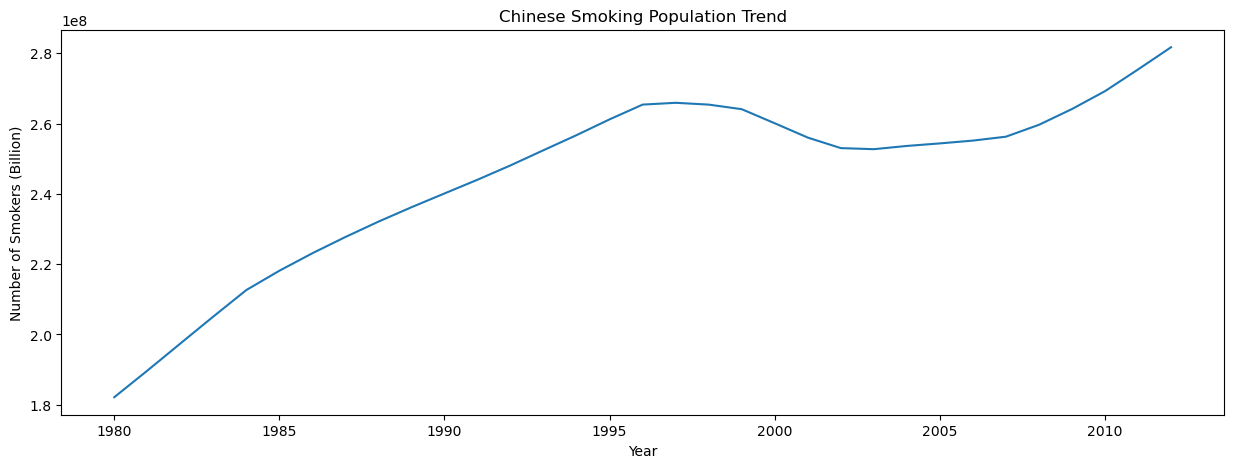 Chinese Smoking Population Trend
1e8
Number of Smokers (Billion)
2.8
2.6
2.4
2.2
2.0
1.8
1980 1985 1990 1995 2000 2005 2010
Year